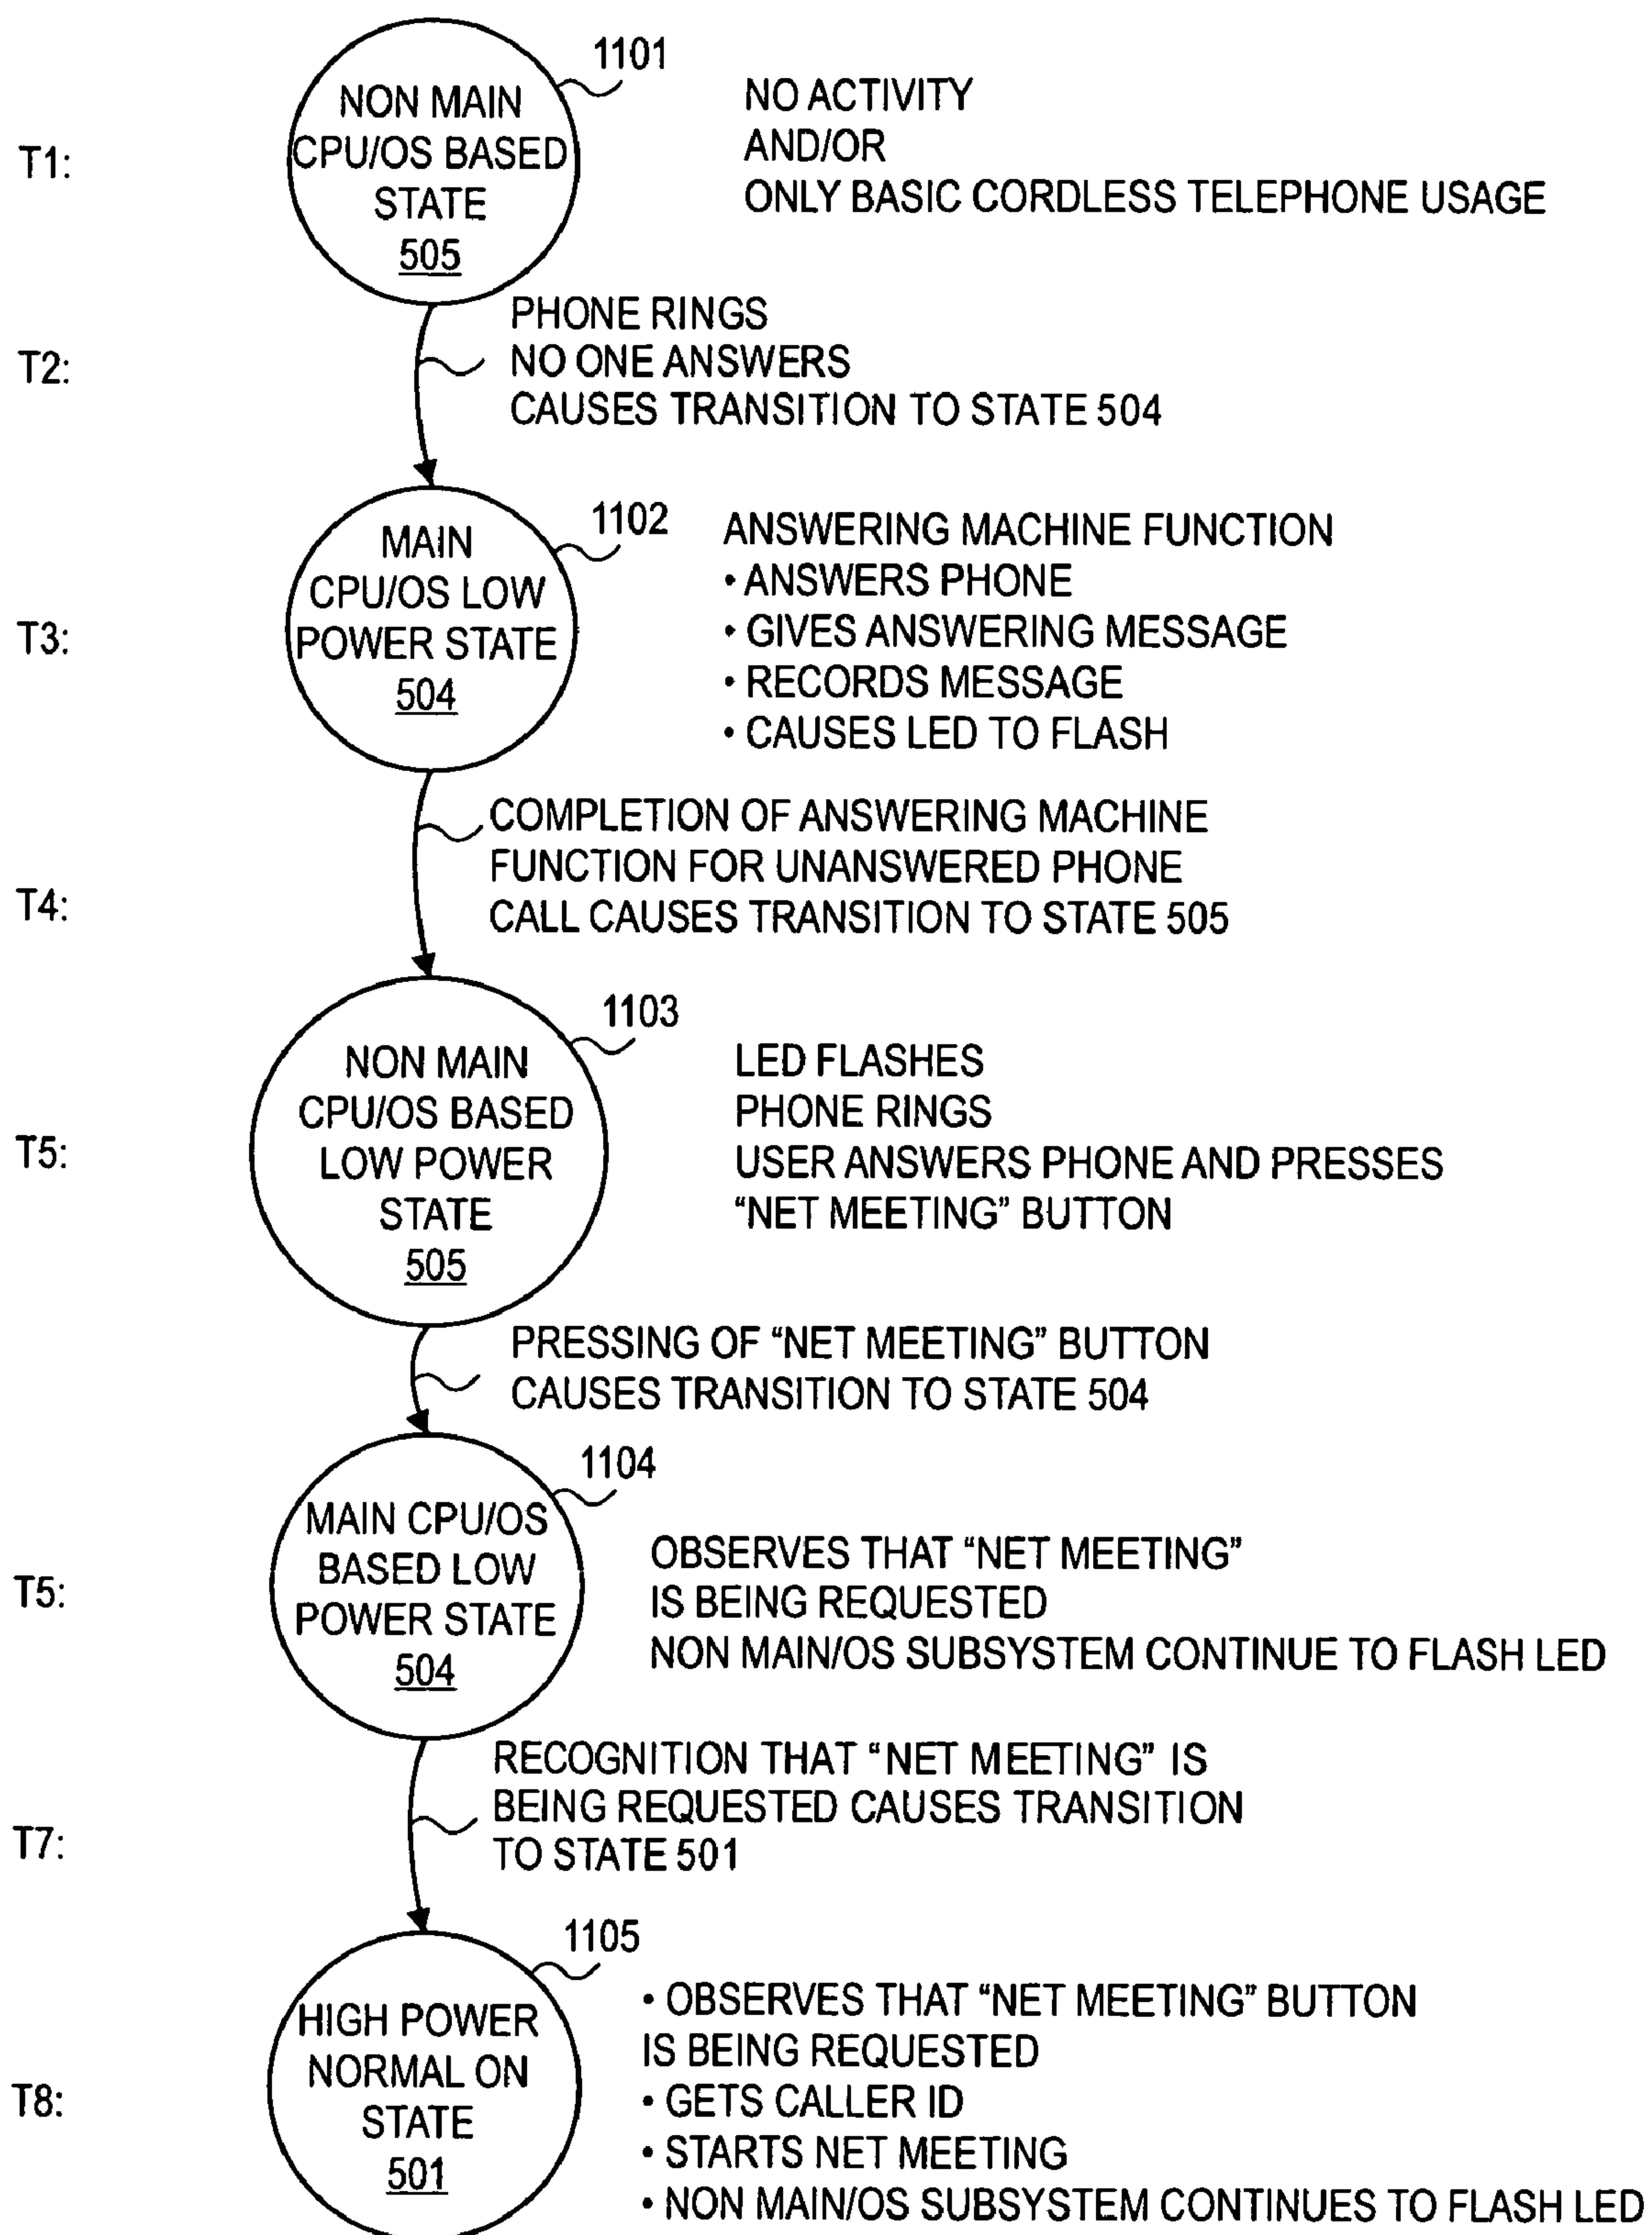 1101
NON MAIN
CPU/OS BASED
STATE
505
T1:
NO ACTIVITY
AND/OR
ONLY BASIC CORDLESS TELEPHONE USAGE
T2:
PHONE RINGS
NO ONE ANSWERS
CAUSES TRANSITION TO STATE 504
1102
MAIN
CPU/OS LOW
POWER STATE
504
T3:
ANSWERING MACHINE FUNCTION
• ANSWERS PHONE
• GIVES ANSWERING MESSAGE
• RECORDS MESSAGE
• CAUSES LED TO FLASH
T4:
COMPLETION OF ANSWERING MACHINE
FUNCTION FOR UNANSWERED PHONE
CALL CAUSES TRANSITION TO STATE 505
1103
NON MAIN
CPU/OS BASED
LOW POWER
STATE
505
T5:
LED FLASHES
PHONE RINGS
USER ANSWERS PHONE AND PRESSES
“NET MEETING” BUTTON
PRESSING OF “NET MEETING” BUTTON
CAUSES TRANSITION TO STATE 504
1104
MAIN CPU/OS
BASED LOW
POWER STATE
504
T5:
OBSERVES THAT “NET MEETING”
IS BEING REQUESTED
NON MAIN/OS SUBSYSTEM CONTINUE TO FLASH LED
T7:
RECOGNITION THAT “NET MEETING” IS
BEING REQUESTED CAUSES TRANSITION
TO STATE 501
1105
HIGH POWER
NORMAL ON
STATE
501
T8:
• OBSERVES THAT “NET MEETING” BUTTON
IS BEING REQUESTED
• GETS CALLER ID
• STARTS NET MEETING
• NON MAIN/OS SUBSYSTEM CONTINUES TO FLASH LED